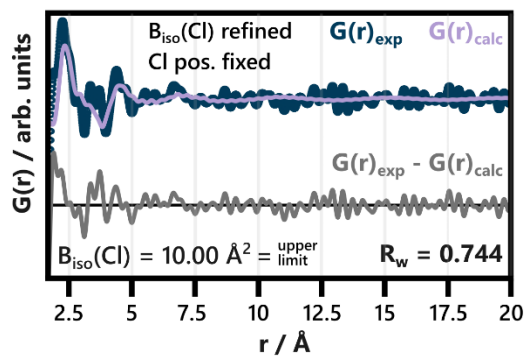 B_iso(Cl) refined G(r)_exp G(r)_calc
Cl pos. fixed
G(r) / arb. units
G(r)_exp - G(r)_calc
B_iso(Cl) = 10.00 Å² = upper limit R_w = 0.744
2.5 5 7.5 10 12.5 15 17.5 20
r / Å